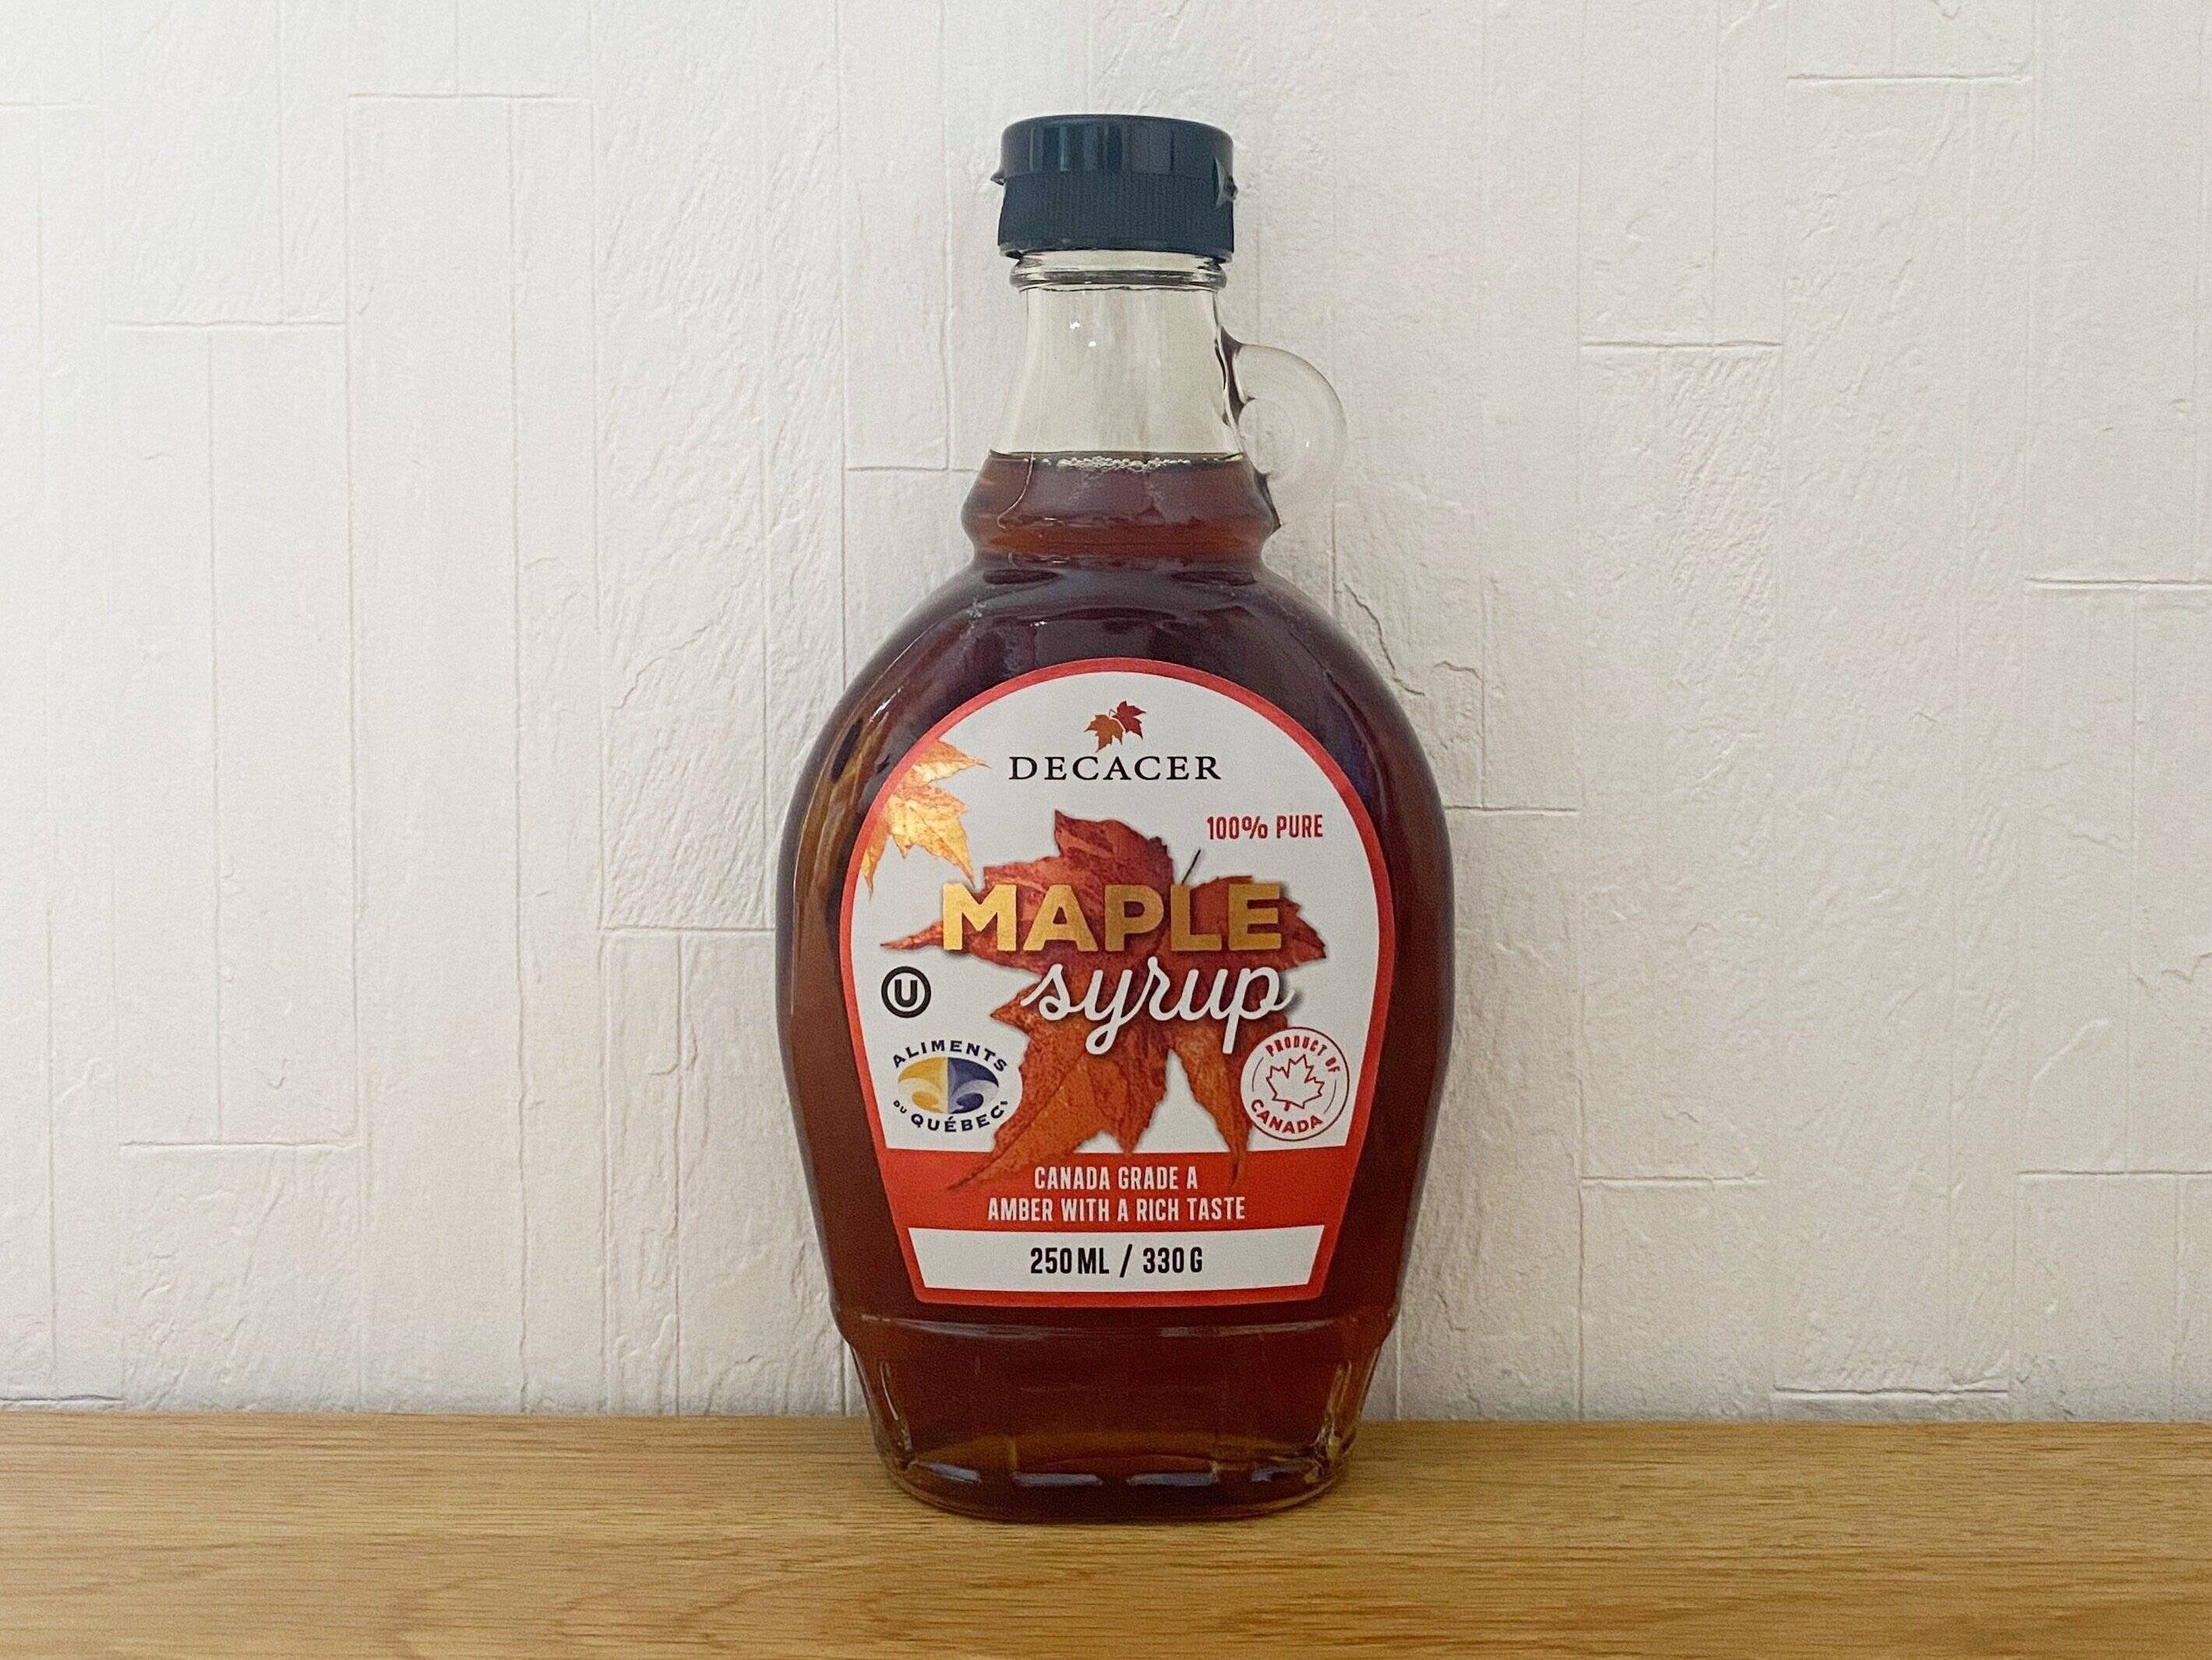 DECACER
100% PURE
MAPLE
syrup
U
ALIMENTS
DU QUÉBEC
PRODUCT OF
CANADA
CANADA GRADE A
AMBER WITH A RICH TASTE
250 ML / 330 G